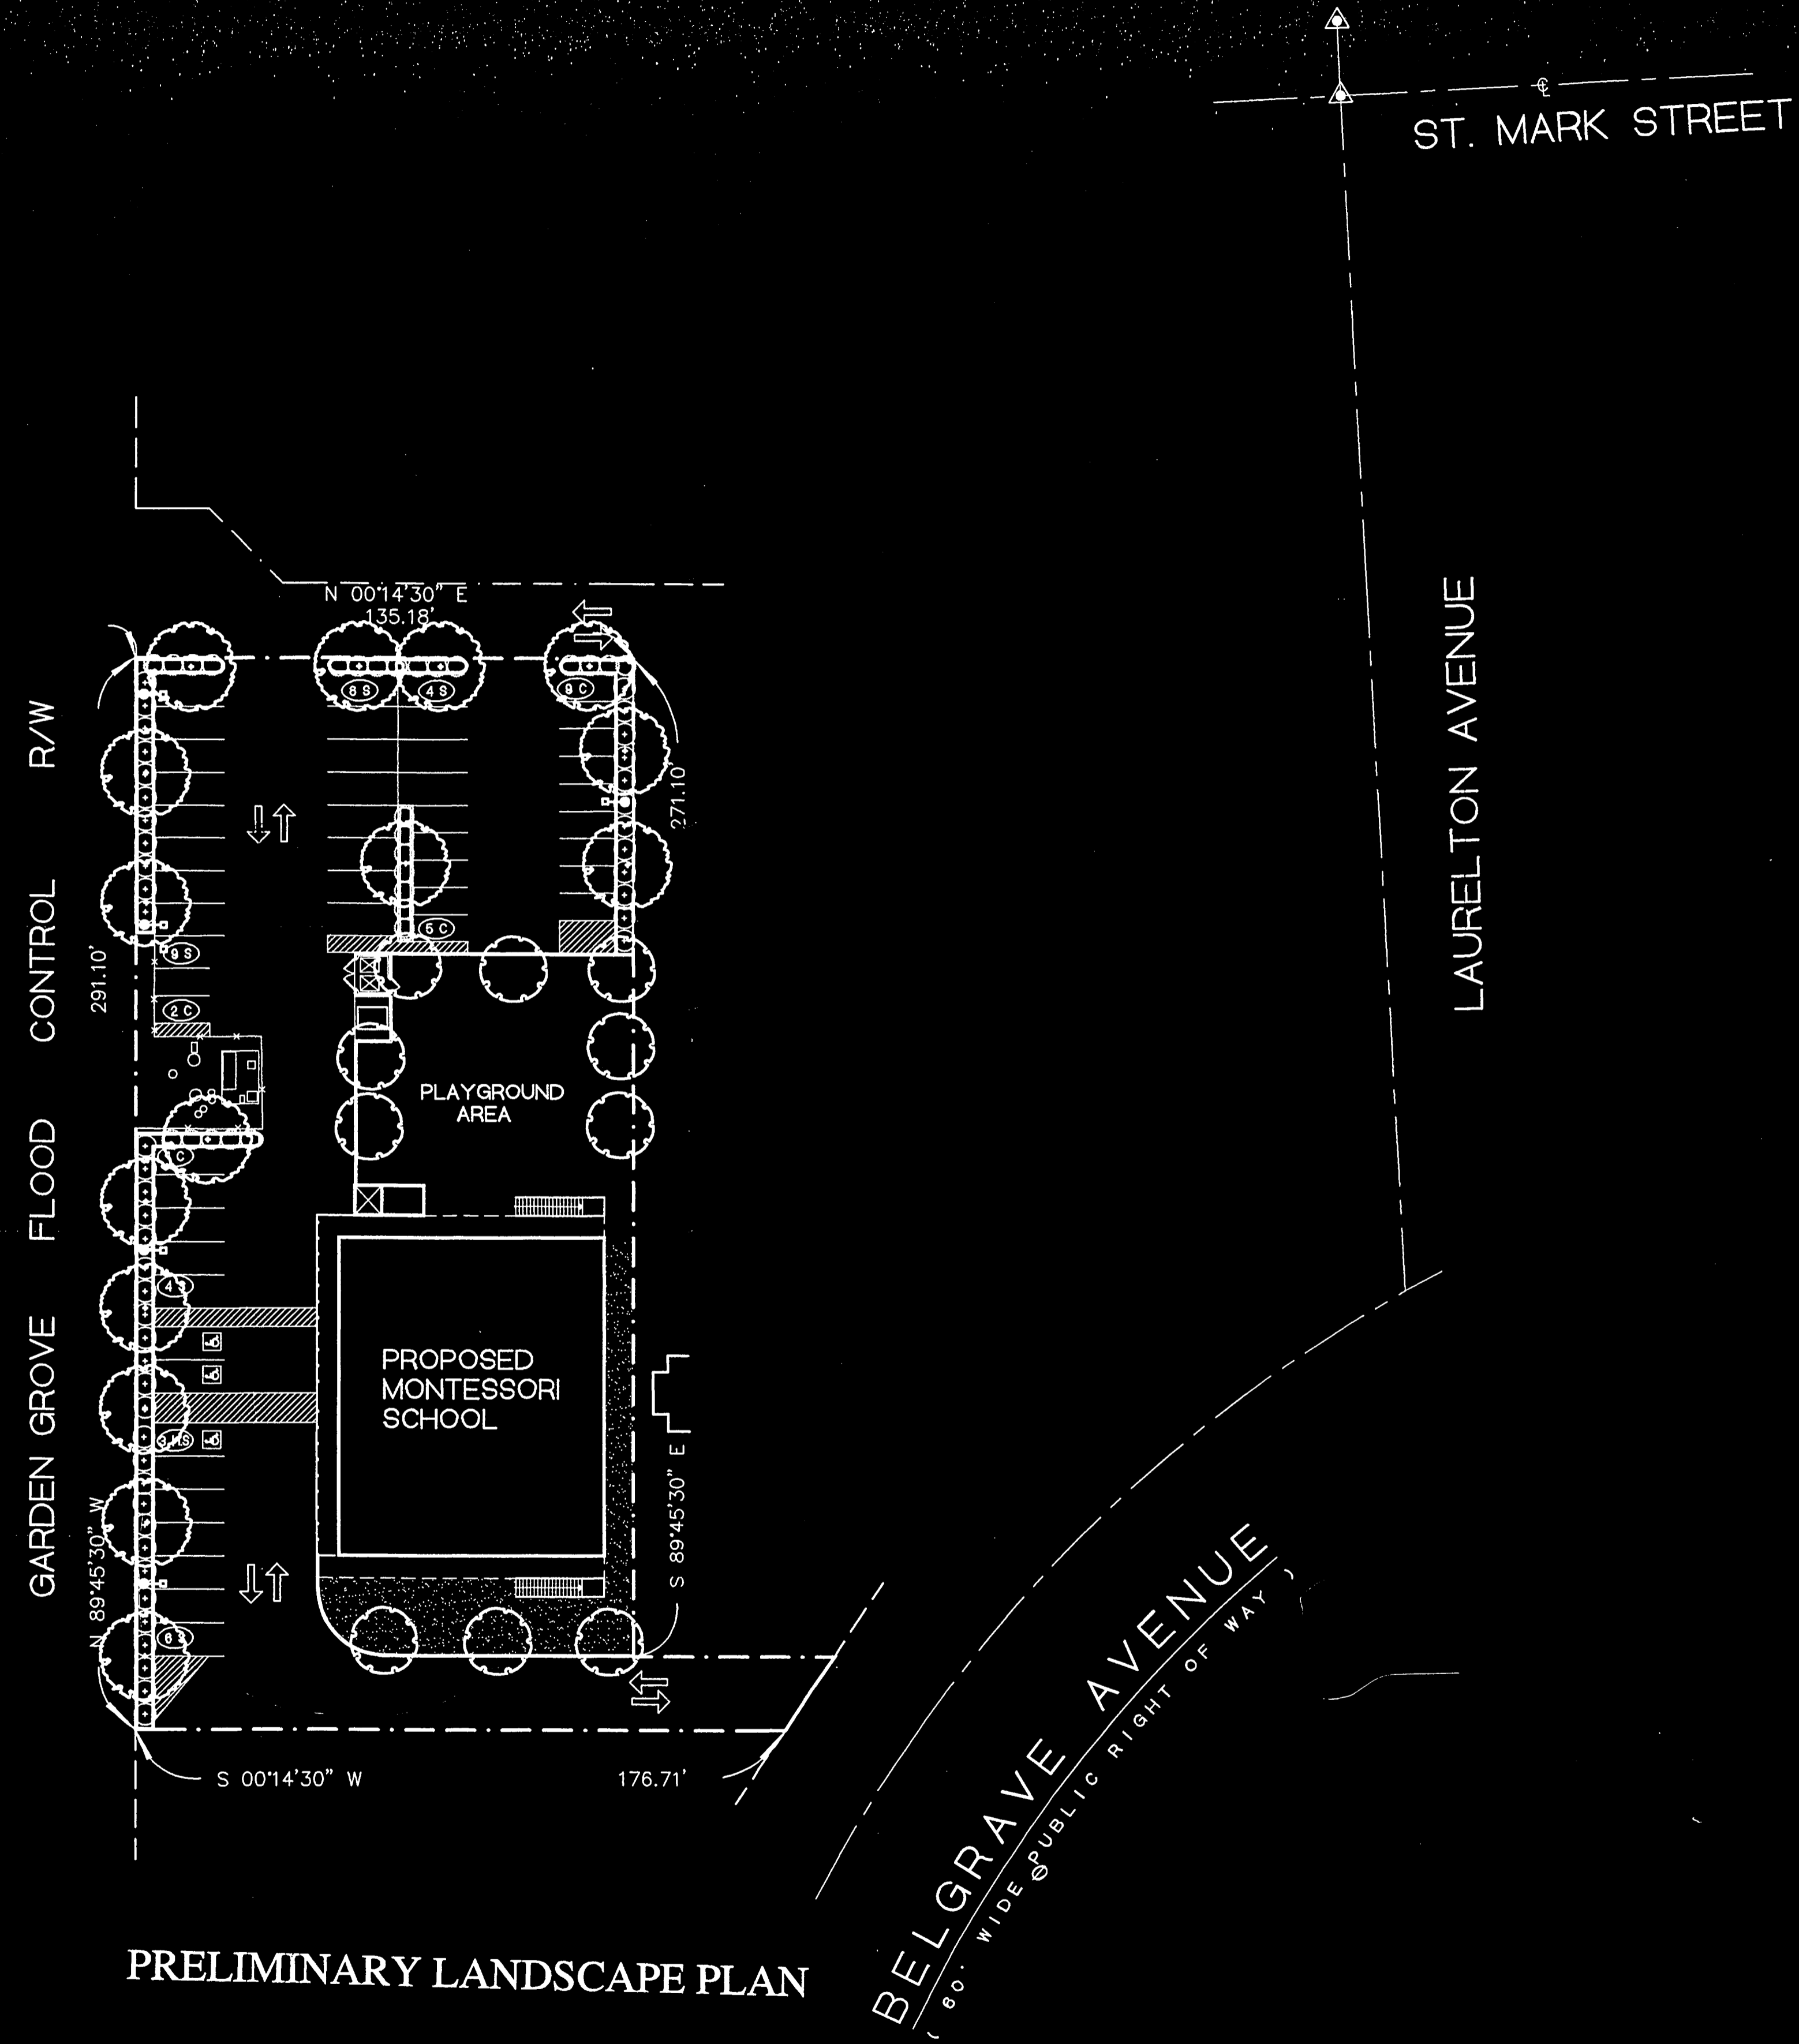 ℄
ST. MARK STREET
LAURELTON AVENUE
N 00°14'30" E
135.18'
8 S
4 S
9 C
271.10'
GARDEN GROVE FLOOD CONTROL R/W
291.10'
5 C
9 S
2 C
PLAYGROUND
AREA
C
4 S
PROPOSED
MONTESSORI
SCHOOL
3 H.S
S 89°45'30" E
N 89°45'30" W
6 S
S 00°14'30" W
176.71'
BELGRAVE AVENUE
( 60' WIDE PUBLIC RIGHT OF WAY )
PRELIMINARY LANDSCAPE PLAN